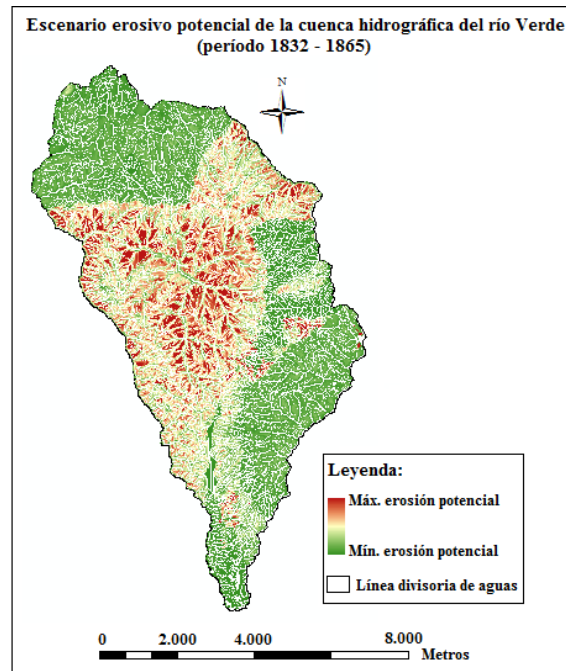 Escenario erosivo potencial de la cuenca hidrográfica del río Verde
(período 1832 - 1865)
N
Leyenda:
Máx. erosión potencial
Mín. erosión potencial
Línea divisoria de aguas
0 2.000 4.000 8.000
Metros